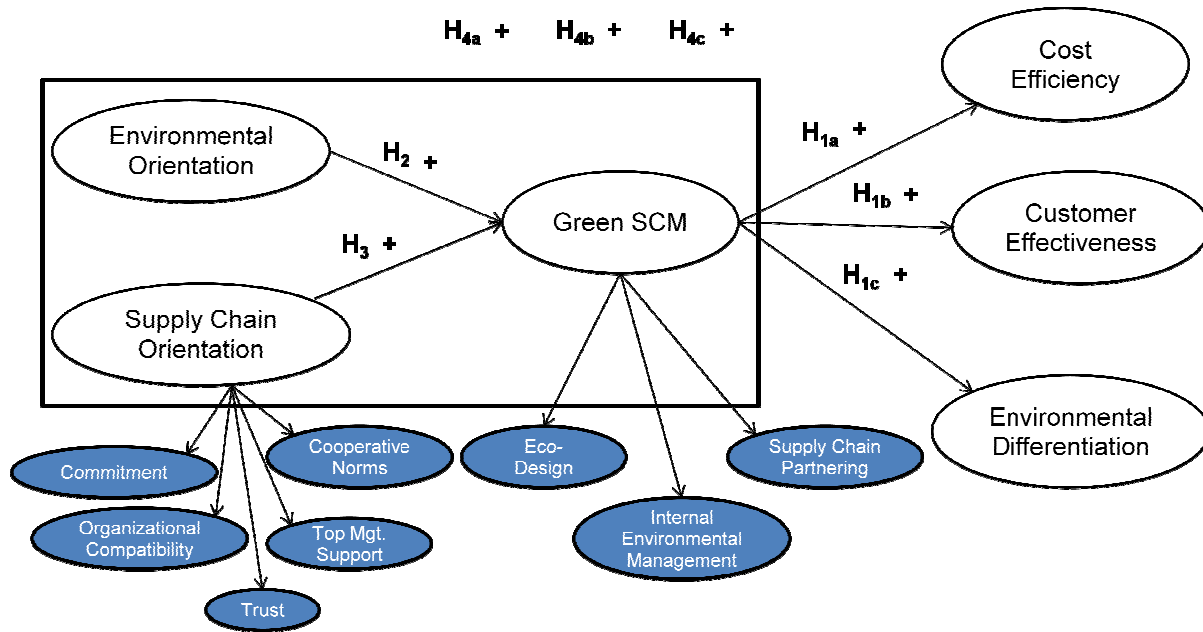 H4a + H4b + H4c +
Cost
Efficiency
Environmental
Orientation
H2 +
H1a +
Green SCM
H1b +
Customer
Effectiveness
H3 +
H1c +
Supply Chain
Orientation
Environmental
Differentiation
Commitment
Cooperative
Norms
Eco-
Design
Supply Chain
Partnering
Organizational
Compatibility
Top Mgt.
Support
Internal
Environmental
Management
Trust